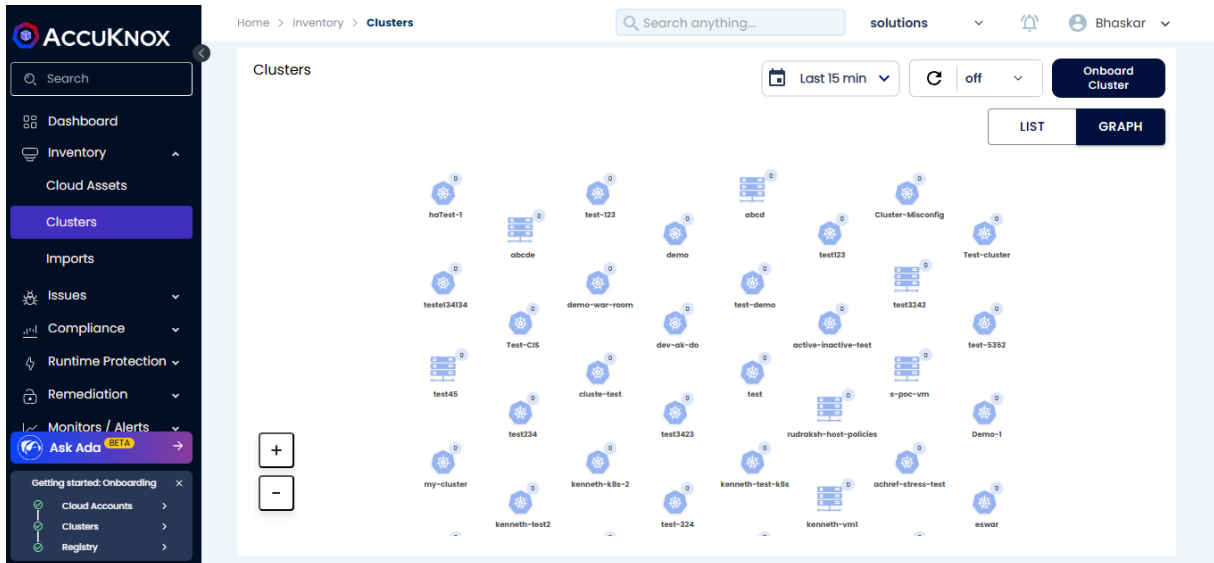 ACCUKNOX
Search
Dashboard
Inventory
Cloud Assets
Clusters
Imports
Issues
Compliance
Runtime Protection
Remediation
Monitors / Alerts
Ask Ada BETA
Getting started: Onboarding ×
Cloud Accounts >
Clusters >
Registry >
Home > Inventory > Clusters
Search anything...
solutions
Bhaskar
Clusters
Last 15 min
off
Onboard
Cluster
LIST GRAPH
0 0 0 0
haTest-1 test-123 abcd Cluster-Misconfig
0 0 0 0
abcde demo test123 Test-cluster
0 0 0 0
teste134134 demo-war-room test-demo test3242
0 0 0 0
Test-CIS dev-ak-do active-inactive-test test-5352
0 0 0 0
test45 cluste-test test s-poc-vm
0 0 0 0
test234 test3423 rudraksh-host-policies Demo-1
0 0 0 0
my-cluster kenneth-k8s-2 kenneth-test-k8s achref-stress-test
0 0 0 0
kenneth-test2 test-324 kenneth-vm1 eswar
+
-